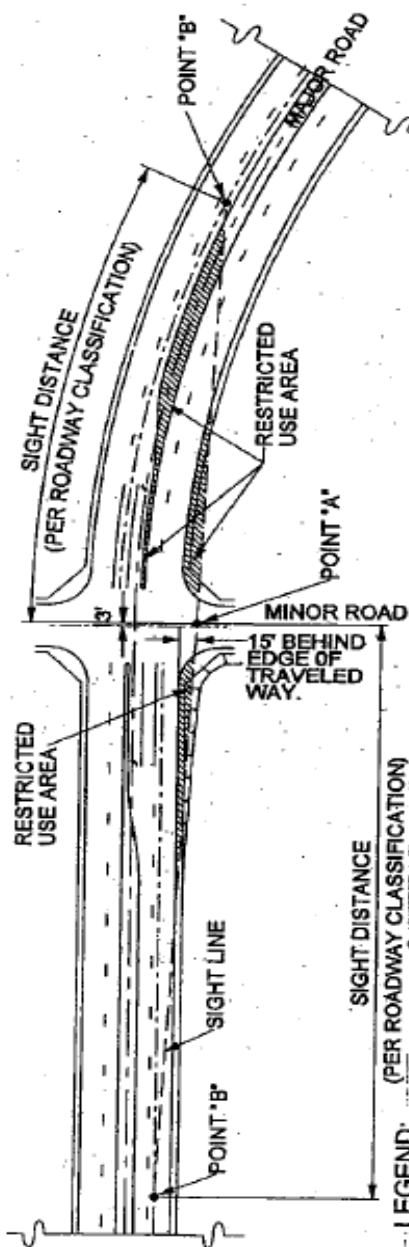 POINT "B"
MAJOR ROAD
SIGHT DISTANCE
(PER ROADWAY CLASSIFICATION)
RESTRICTED
USE AREA
POINT "A"
3'
MINOR ROAD
15' BEHIND
EDGE OF
TRAVELED
WAY.
RESTRICTED
USE AREA
SIGHT LINE
SIGHT DISTANCE
(PER ROADWAY CLASSIFICATION)
POINT "B"
LEGEND: